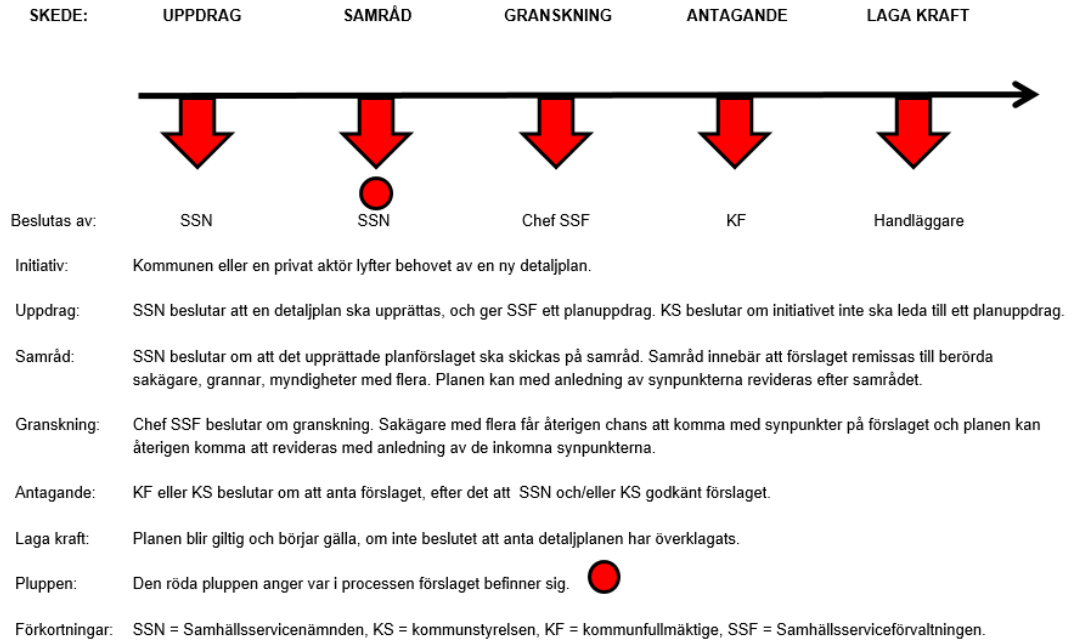 SKEDE: UPPDRAG SAMRÅD GRANSKNING ANTAGANDE LAGA KRAFT
Beslutas av: SSN SSN Chef SSF KF Handläggare
Initiativ: Kommunen eller en privat aktör lyfter behovet av en ny detaljplan.
Uppdrag: SSN beslutar att en detaljplan ska upprättas, och ger SSF ett planuppdrag. KS beslutar om initiativet inte ska leda till ett planuppdrag.
Samråd: SSN beslutar om att det upprättade planförslaget ska skickas på samråd. Samråd innebär att förslaget remissas till berörda
sakägare, grannar, myndigheter med flera. Planen kan med anledning av synpunkterna revideras efter samrådet.
Granskning: Chef SSF beslutar om granskning. Sakägare med flera får återigen chans att komma med synpunkter på förslaget och planen kan
återigen komma att revideras med anledning av de inkomna synpunkterna.
Antagande: KF eller KS beslutar om att anta förslaget, efter det att SSN och/eller KS godkänt förslaget.
Laga kraft: Planen blir giltig och börjar gälla, om inte beslutet att anta detaljplanen har överklagats.
Pluppen: Den röda pluppen anger var i processen förslaget befinner sig.
Förkortningar: SSN = Samhällsservicenämnden, KS = kommunstyrelsen, KF = kommunfullmäktige, SSF = Samhällsserviceförvaltningen.